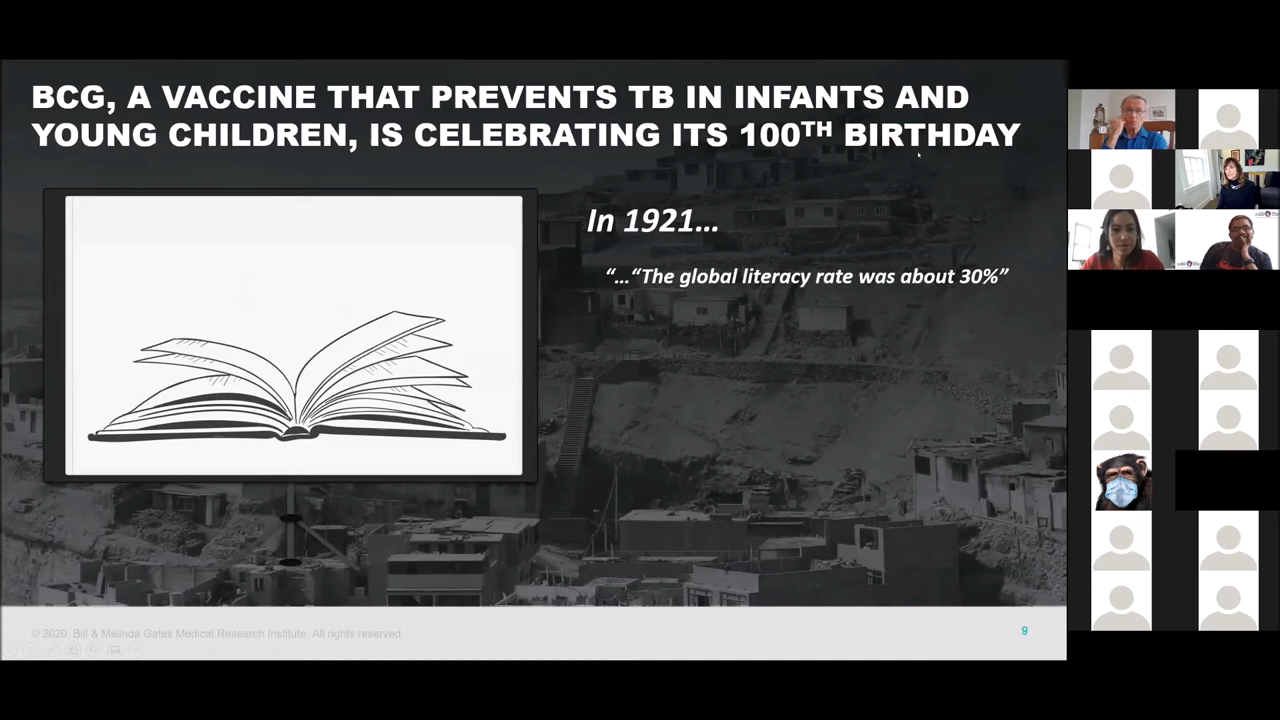 BCG, A VACCINE THAT PREVENTS TB IN INFANTS AND
YOUNG CHILDREN, IS CELEBRATING ITS 100TH BIRTHDAY
In 1921…
“…“The global literacy rate was about 30%”
© 2020, Bill & Melinda Gates Medical Research Institute. All rights reserved.
9